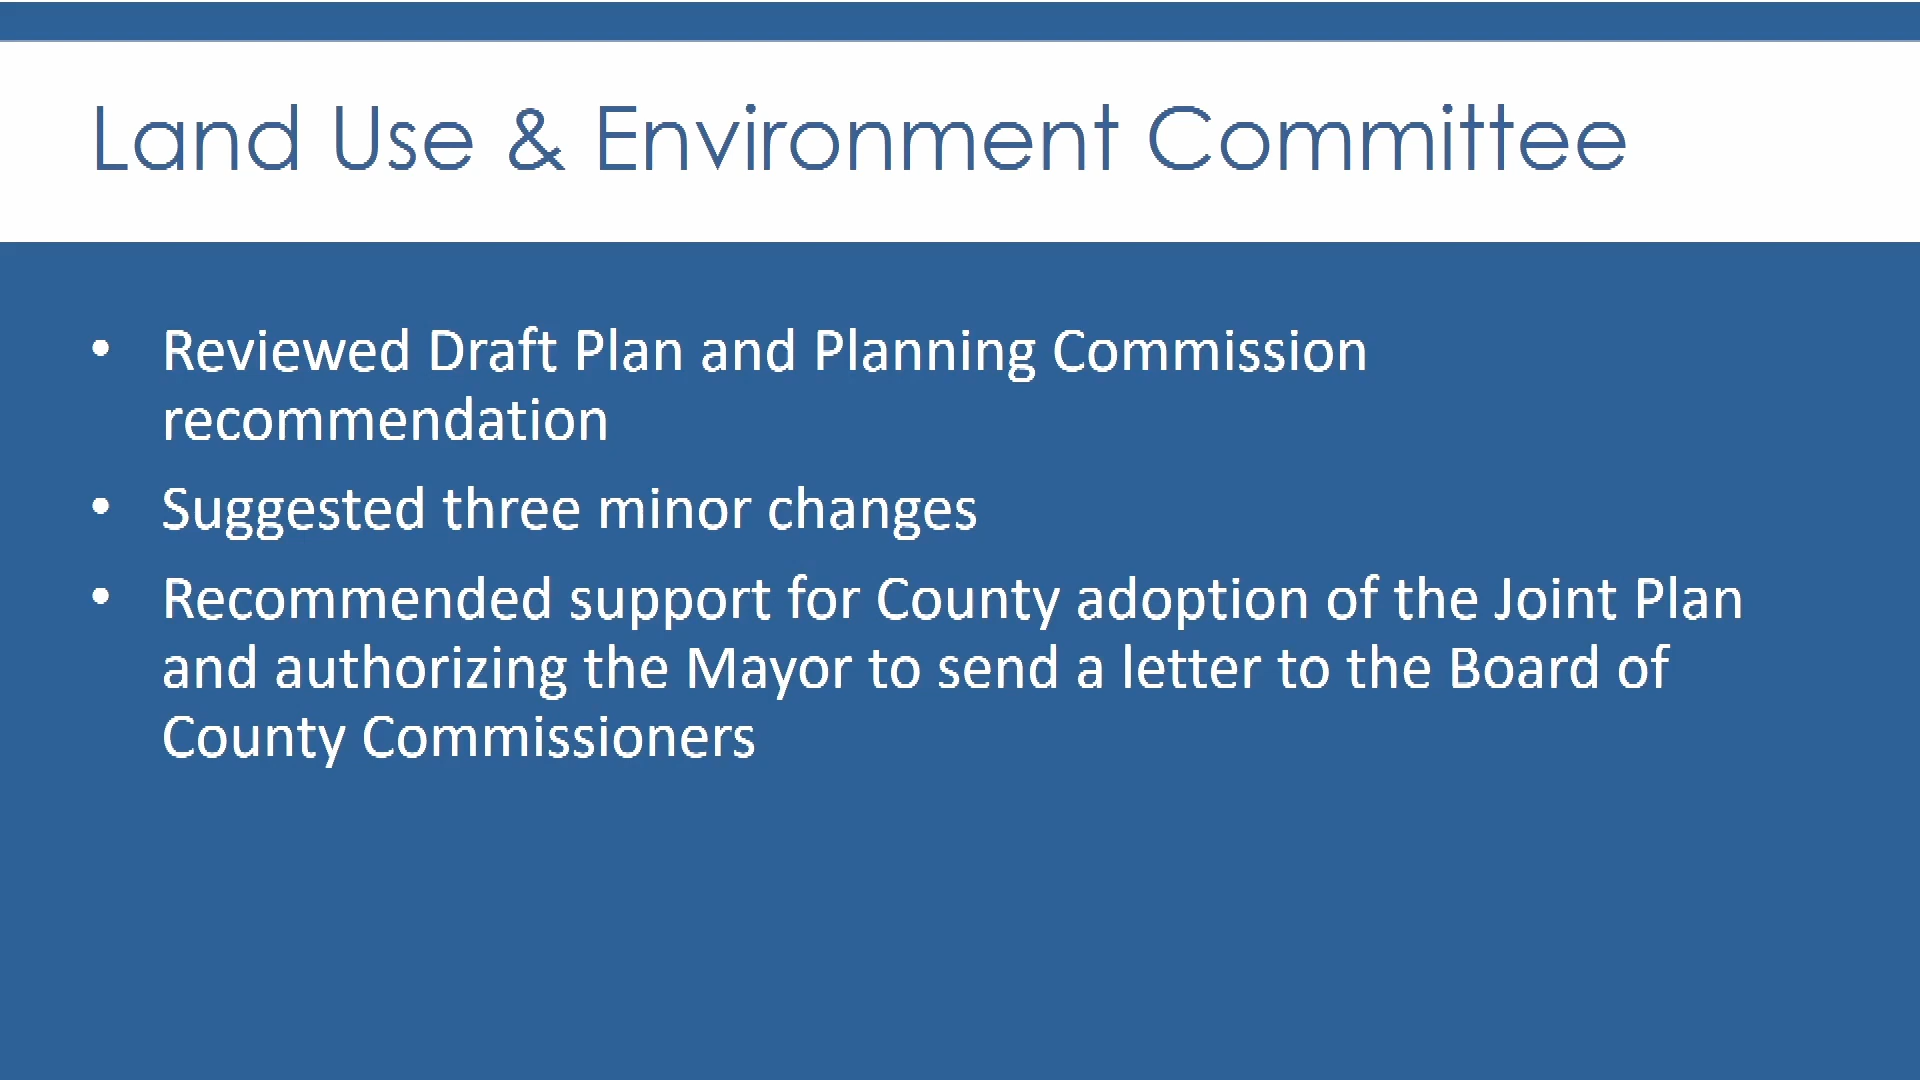 Land Use & Environment Committee
• Reviewed Draft Plan and Planning Commission
recommendation
• Suggested three minor changes
• Recommended support for County adoption of the Joint Plan
and authorizing the Mayor to send a letter to the Board of
County Commissioners